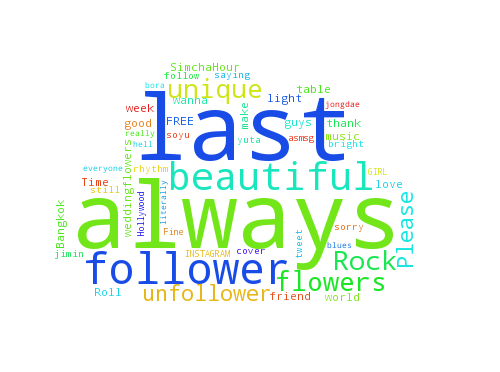 SimchaHour
follow saying
bora
unique table
wanna light
last
week jongdae
make
good FREE guys thank
really soyu yuta asmsg music
hell bright
weddingflowers
everyone rhythm beautiful GIRL
Time love
still literally
Hollywood
always
Bangkok Please
Fine sorry
tweet
jimin INSTAGRAM cover blues
follower Rock
flowers
Roll unfollower friend world